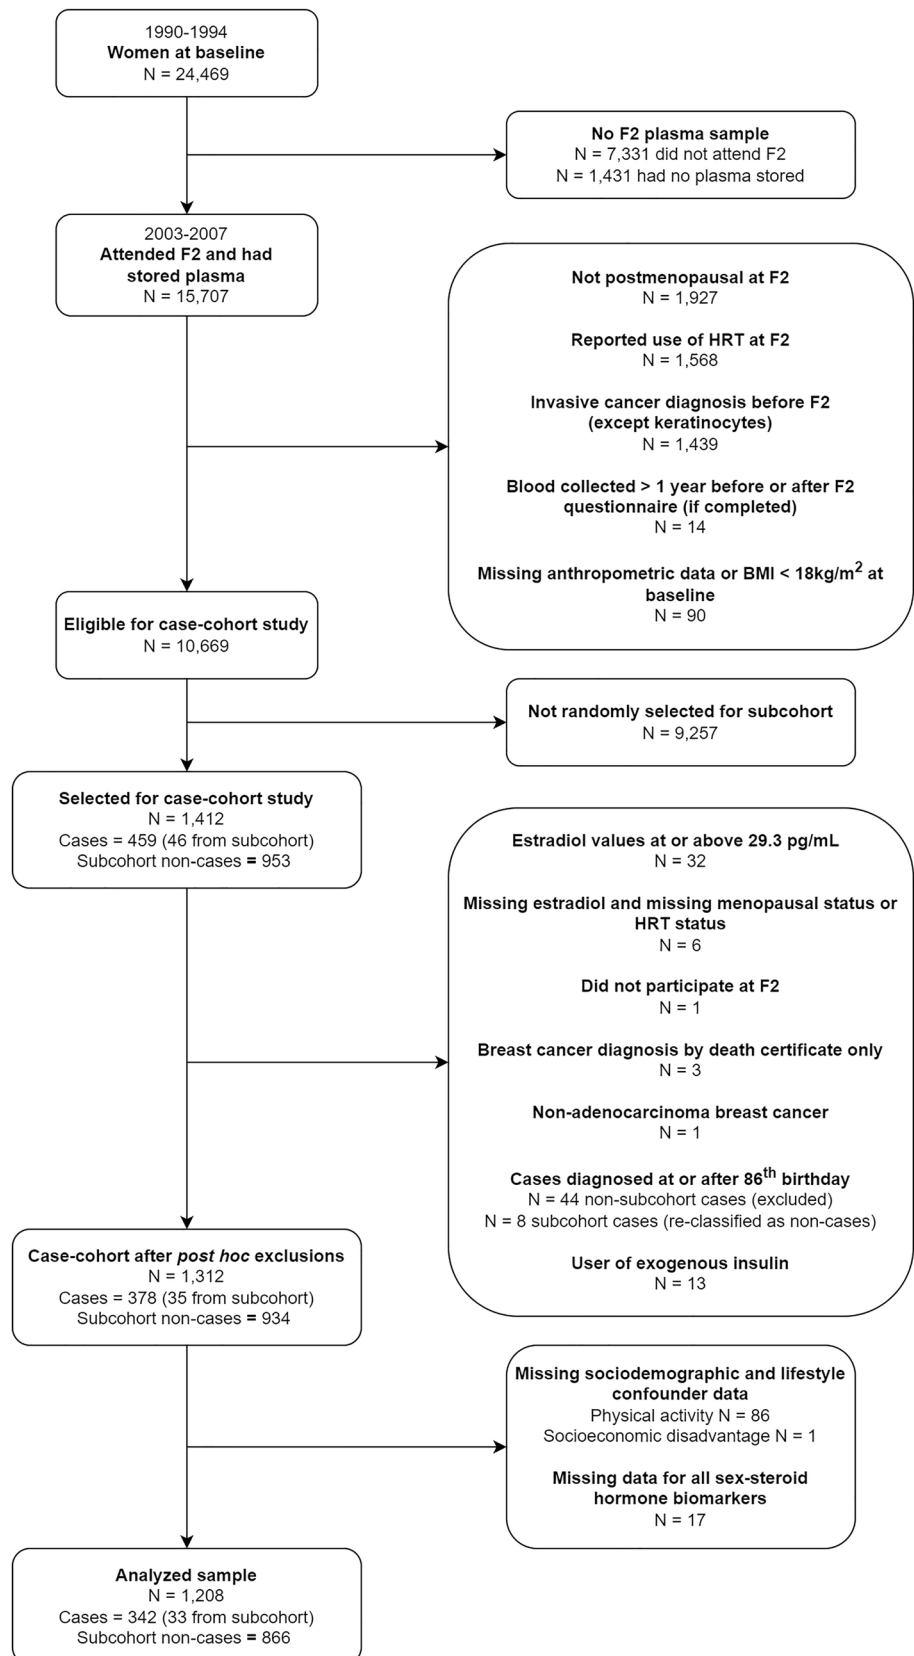 1990-1994
Women at baseline
N = 24,469
No F2 plasma sample
N = 7,331 did not attend F2
N = 1,431 had no plasma stored
2003-2007
Attended F2 and had
stored plasma
N = 15,707
Not postmenopausal at F2
N = 1,927
Reported use of HRT at F2
N = 1,568
Invasive cancer diagnosis before F2
(except keratinocytes)
N = 1,439
Blood collected > 1 year before or after F2
questionnaire (if completed)
N = 14
Missing anthropometric data or BMI < 18kg/m2 at
baseline
N = 90
Eligible for case-cohort study
N = 10,669
Not randomly selected for subcohort
N = 9,257
Selected for case-cohort study
N = 1,412
Cases = 459 (46 from subcohort)
Subcohort non-cases = 953
Estradiol values at or above 29.3 pg/mL
N = 32
Missing estradiol and missing menopausal status or
HRT status
N = 6
Did not participate at F2
N = 1
Breast cancer diagnosis by death certificate only
N = 3
Non-adenocarcinoma breast cancer
N = 1
Cases diagnosed at or after 86th birthday
N = 44 non-subcohort cases (excluded)
N = 8 subcohort cases (re-classified as non-cases)
User of exogenous insulin
N = 13
Case-cohort after post hoc exclusions
N = 1,312
Cases = 378 (35 from subcohort)
Subcohort non-cases = 934
Missing sociodemographic and lifestyle
confounder data
Physical activity N = 86
Socioeconomic disadvantage N = 1
Missing data for all sex-steroid
hormone biomarkers
N = 17
Analyzed sample
N = 1,208
Cases = 342 (33 from subcohort)
Subcohort non-cases = 866